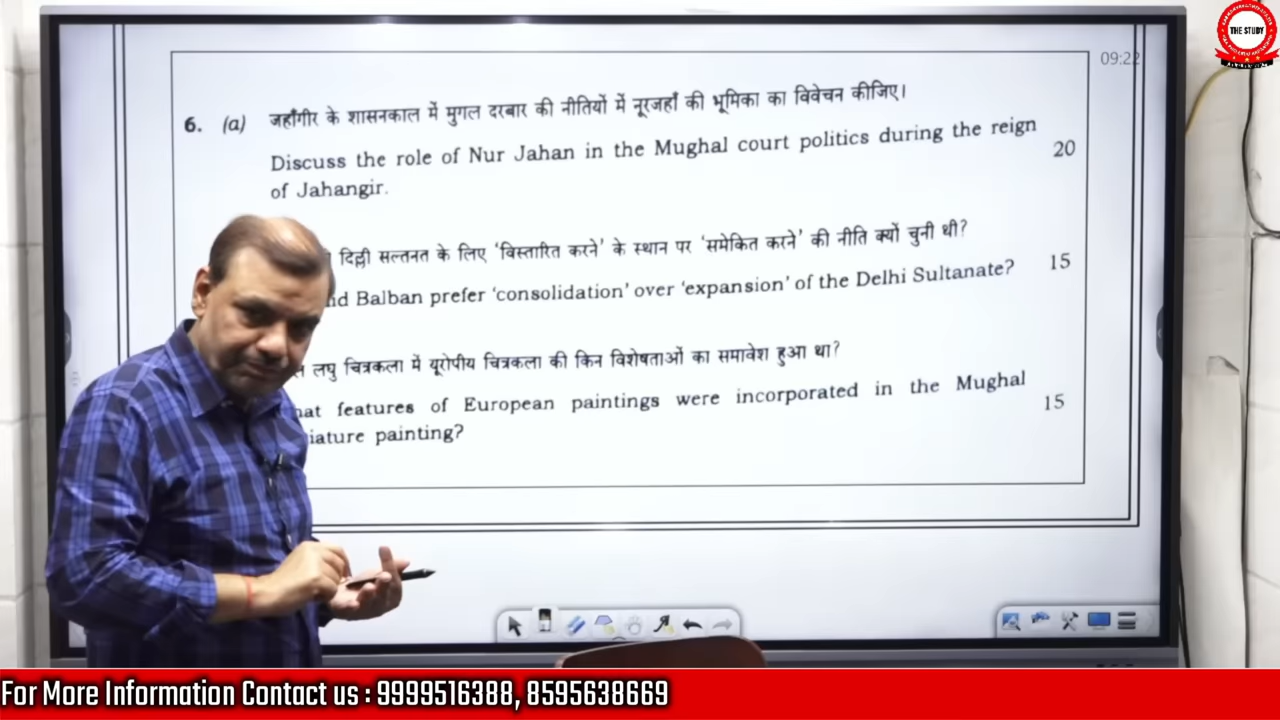 THE STUDY
09:22
6. (a) जहाँगीर के शासनकाल में मुगल दरबार की नीतियों में नूरजहाँ की भूमिका का विवेचन कीजिए।
Discuss the role of Nur Jahan in the Mughal court politics during the reign
of Jahangir. 20
दिल्ली सल्तनत के लिए 'विस्तारित करने' के स्थान पर 'समेकित करने' की नीति क्यों चुनी थी?
Balban prefer 'consolidation' over 'expansion' of the Delhi Sultanate? 15
लघु चित्रकला में यूरोपीय चित्रकला की किन विशेषताओं का समावेश हुआ था?
features of European paintings were incorporated in the Mughal
iature painting? 15
For More Information Contact us : 9999516388, 8595638669